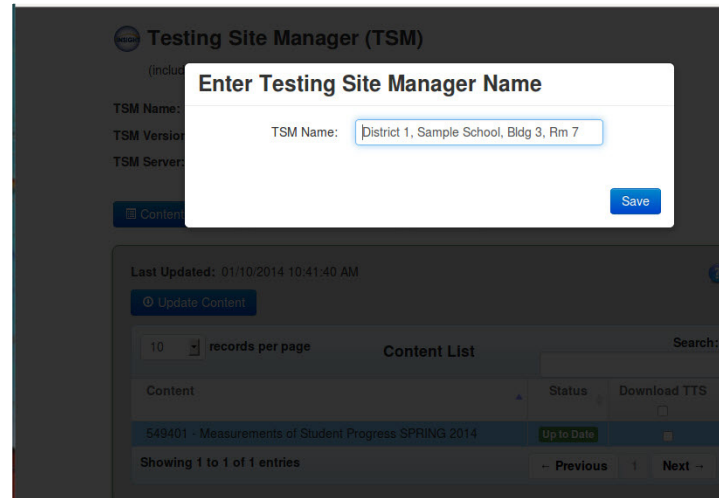 INSIGHT Testing Site Manager (TSM)
(includ
Enter Testing Site Manager Name
TSM Name:
TSM Name: District 1, Sample School, Bldg 3, Rm 7
TSM Version
TSM Server:
Save
Content
Last Updated: 01/10/2014 10:41:40 AM
?
Update Content
10 records per page
Content List
Search:
Content Status Download TTS
549401 - Measurements of Student Progress SPRING 2014 Up to Date
Showing 1 to 1 of 1 entries
← Previous 1 Next →